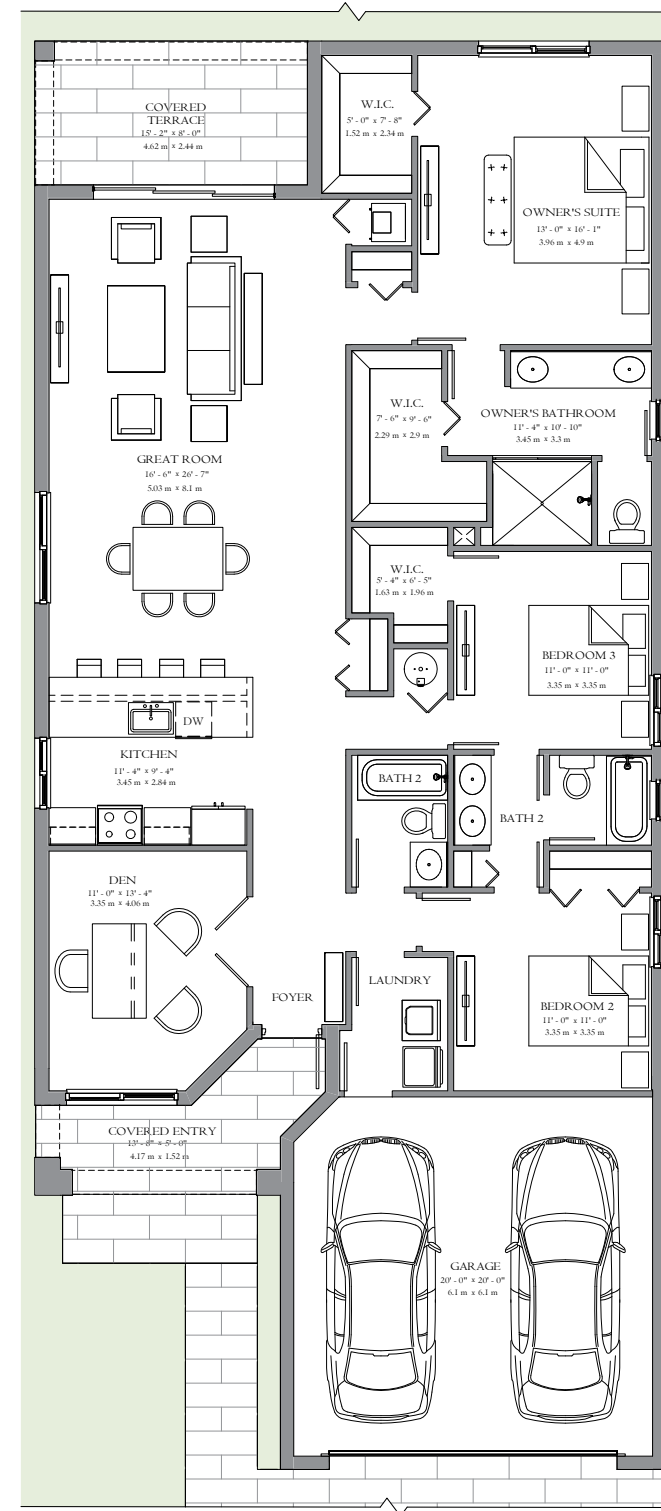 COVERED
TERRACE
15' - 2" x 8' - 0"
4.62 m x 2.44 m
W.I.C.
5' - 0" x 7' - 8"
1.52 m x 2.34 m
OWNER'S SUITE
13' - 0" x 16' - 1"
3.96 m x 4.9 m
W.I.C.
7' - 6" x 9' - 6"
2.29 m x 2.9 m
OWNER'S BATHROOM
11' - 4" x 10' - 10"
3.45 m x 3.3 m
GREAT ROOM
16' - 6" x 26' - 7"
5.03 m x 8.1 m
W.I.C.
5' - 4" x 6' - 5"
1.63 m x 1.96 m
BEDROOM 3
11' - 0" x 11' - 0"
3.35 m x 3.35 m
DW
KITCHEN
11' - 4" x 9' - 4"
3.45 m x 2.84 m
BATH 2
BATH 2
DEN
11' - 0" x 13' - 4"
3.35 m x 4.06 m
LAUNDRY
FOYER
BEDROOM 2
11' - 0" x 11' - 0"
3.35 m x 3.35 m
COVERED ENTRY
13' - 8" x 5' - 0"
4.17 m x 1.52 m
GARAGE
20' - 0" x 20' - 0"
6.1 m x 6.1 m